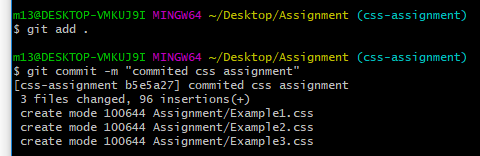 m13@DESKTOP-VMKUJ9I MINGW64 ~/Desktop/Assignment (css-assignment)
$ git add .
m13@DESKTOP-VMKUJ9I MINGW64 ~/Desktop/Assignment (css-assignment)
$ git commit -m "commited css assignment"
[css-assignment b5e5a27] commited css assignment
3 files changed, 96 insertions(+)
create mode 100644 Assignment/Example1.css
create mode 100644 Assignment/Example2.css
create mode 100644 Assignment/Example3.css